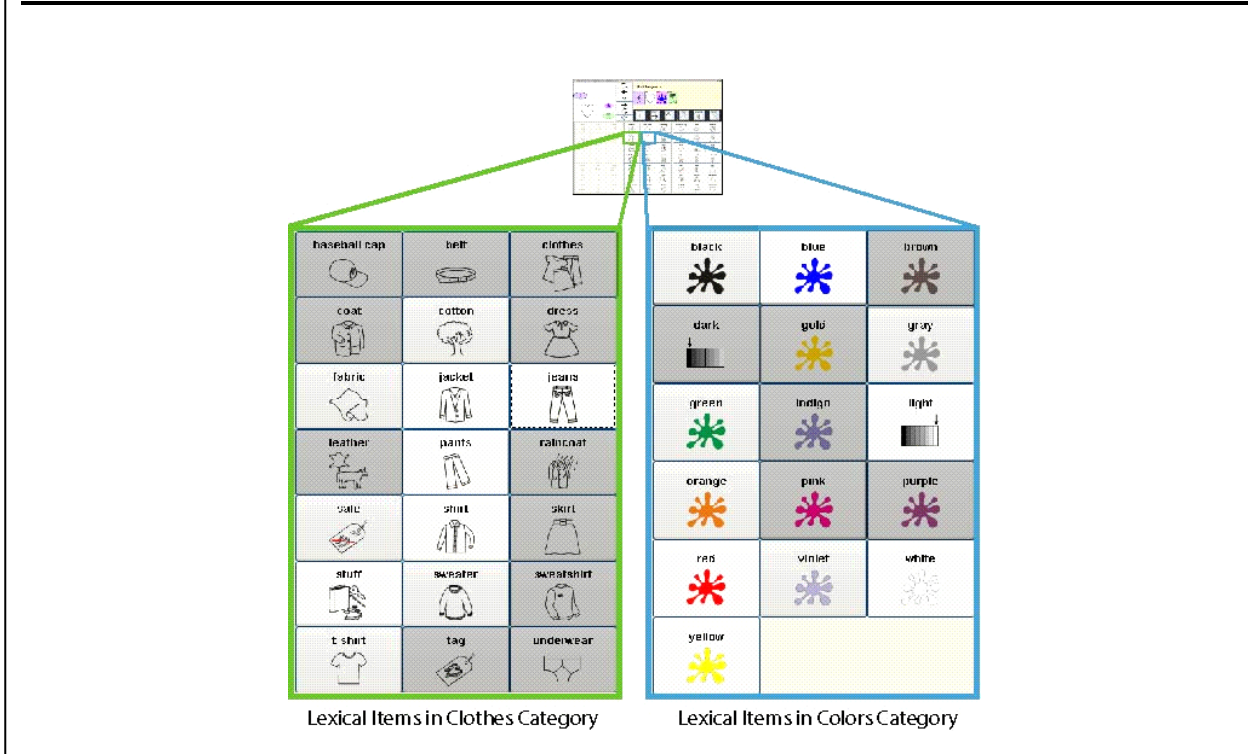 baseball cap belt clothes
coat cotton dress
fabric jacket jeans
leather pants raincoat
sale shirt skirt
stuff sweater sweatshirt
t shirt tag underwear
Lexical Items in Clothes Category
black blue brown
dark gold gray
green indigo light
orange pink purple
red violet white
yellow
Lexical Items in Colors Category